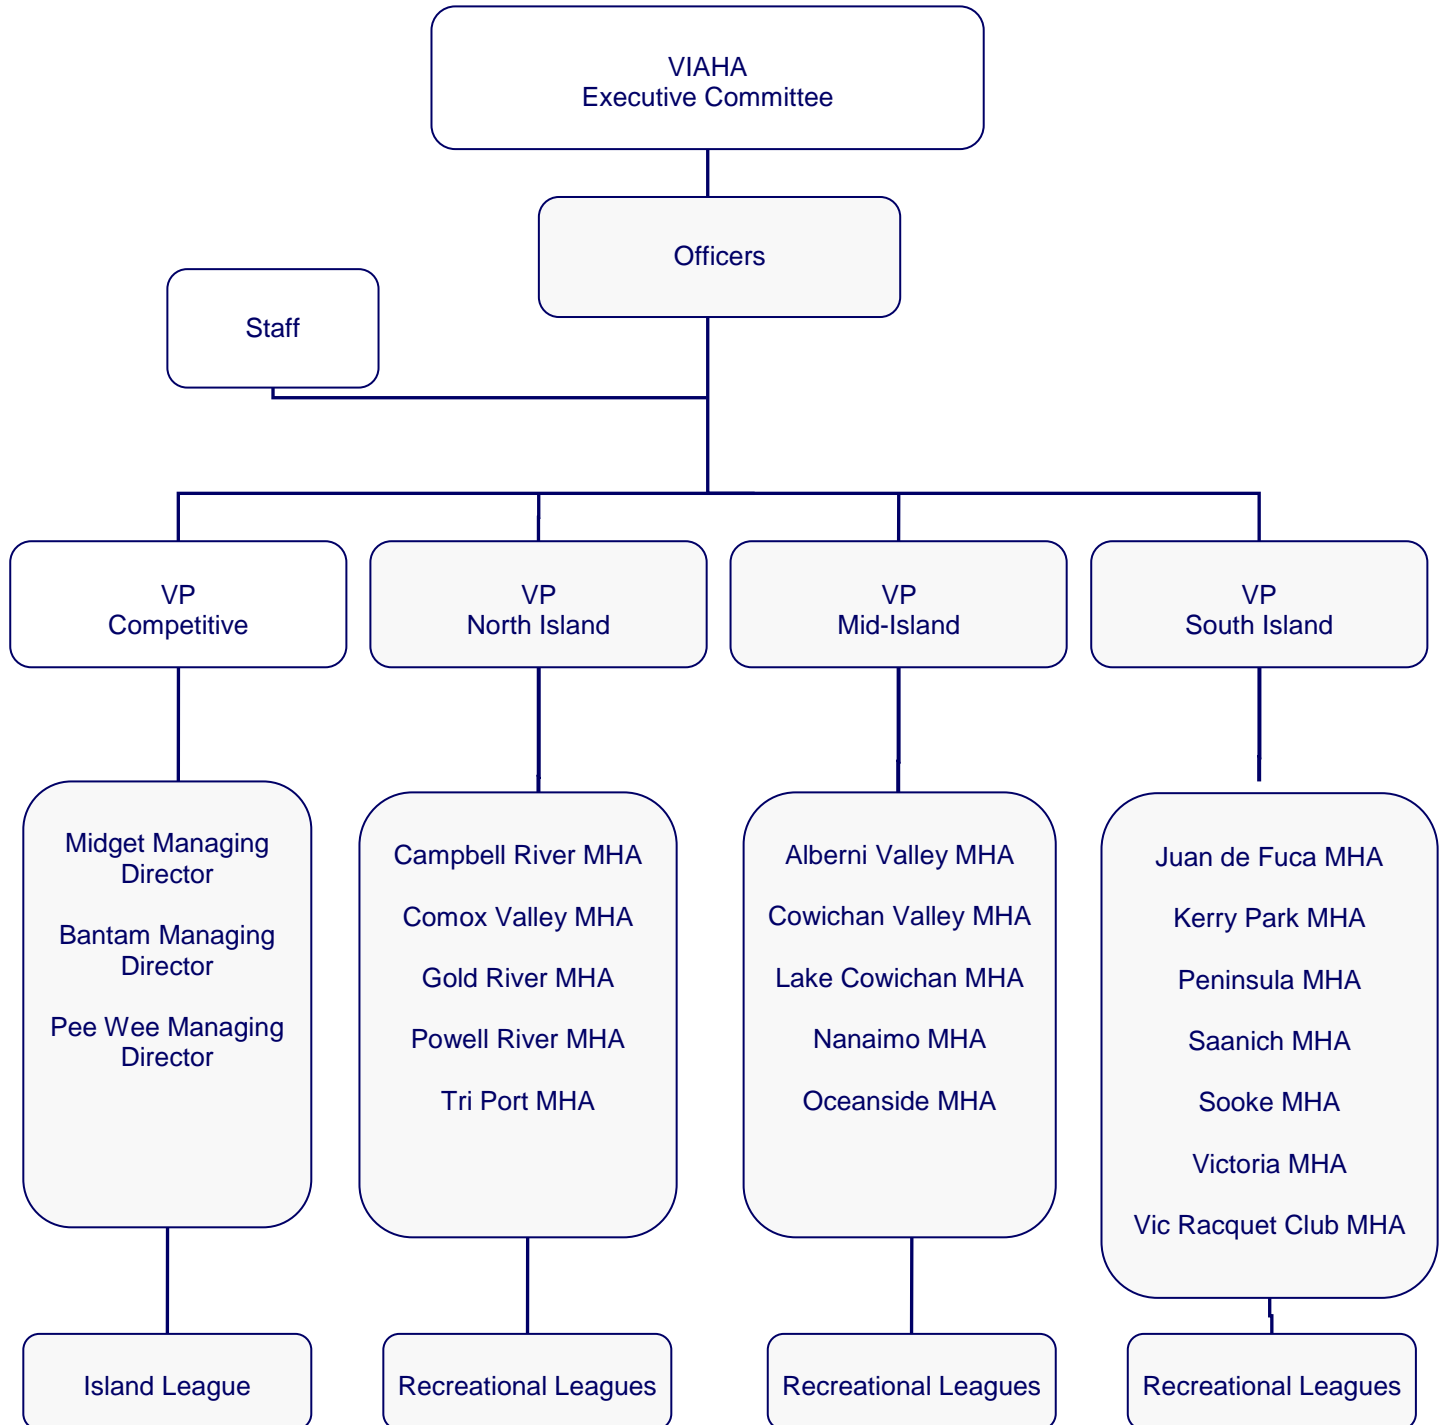 VIAHA
Executive Committee
Officers
Staff
VP
Competitive
VP
North Island
VP
Mid-Island
VP
South Island
Midget Managing
Director
Bantam Managing
Director
Pee Wee Managing
Director
Campbell River MHA
Comox Valley MHA
Gold River MHA
Powell River MHA
Tri Port MHA
Alberni Valley MHA
Cowichan Valley MHA
Lake Cowichan MHA
Nanaimo MHA
Oceanside MHA
Juan de Fuca MHA
Kerry Park MHA
Peninsula MHA
Saanich MHA
Sooke MHA
Victoria MHA
Vic Racquet Club MHA
Island League
Recreational Leagues
Recreational Leagues
Recreational Leagues